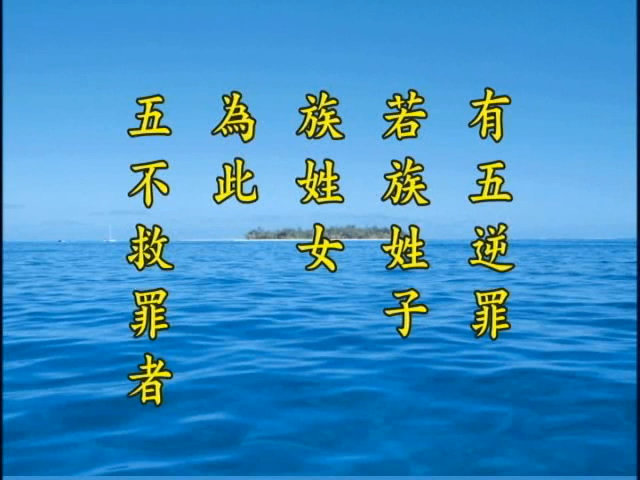 有五逆罪
若族姓子
族姓女
為此
五不救罪者